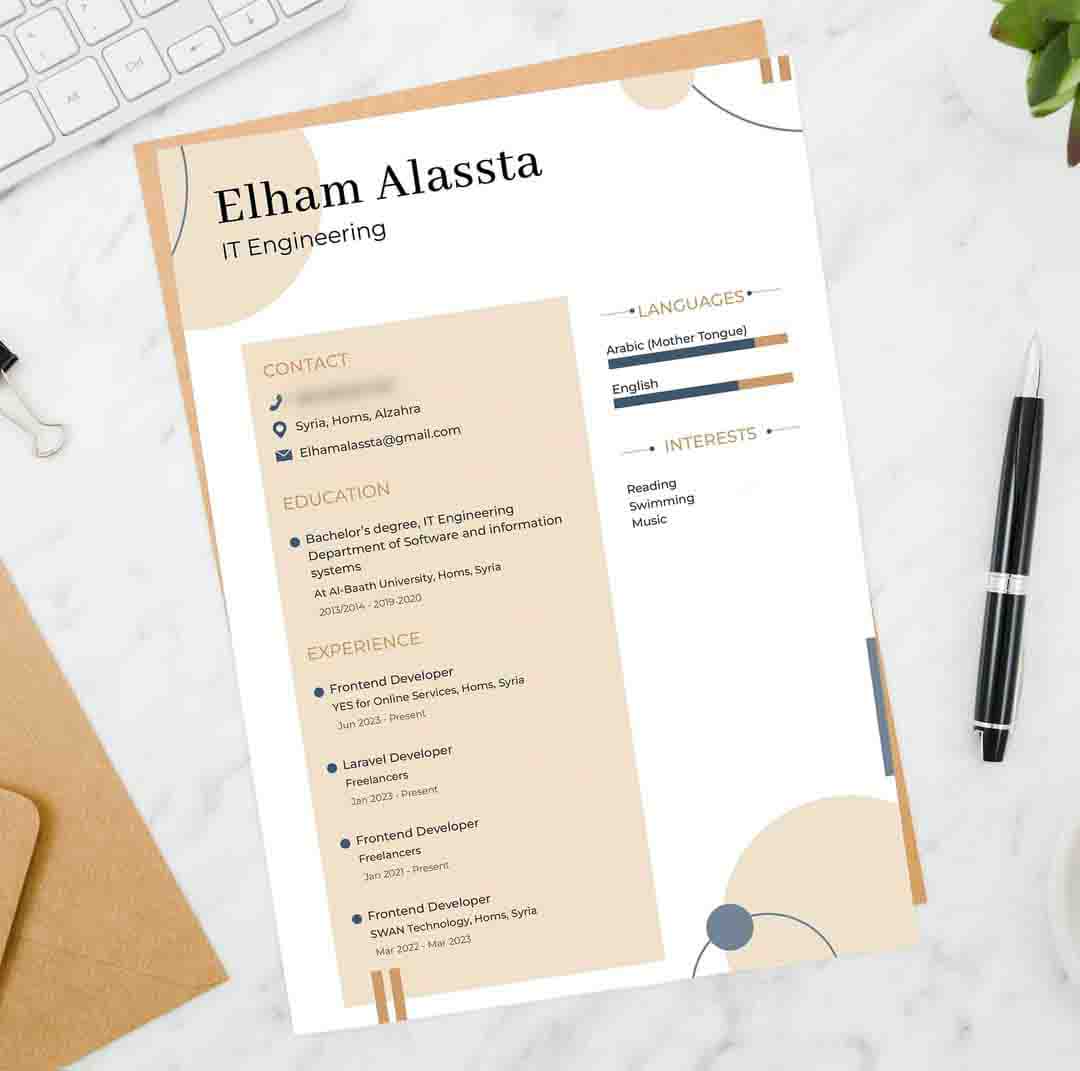 Ctrl
Alt
Elham Alassta
IT Engineering
CONTACT
Syria, Homs, Alzahra
Elhamalassta@gmail.com
EDUCATION
Bachelor's degree, IT Engineering
Department of Software and information
systems
At Al-Baath University, Homs, Syria
2013/2014 - 2019-2020
EXPERIENCE
Frontend Developer
YES for Online Services, Homs, Syria
Jun 2023 - Present
Laravel Developer
Freelancers
Jan 2023 - Present
Frontend Developer
Freelancers
Jan 2021 - Present
Frontend Developer
SWAN Technology, Homs, Syria
Mar 2022 - Mar 2023
LANGUAGES
Arabic (Mother Tongue)
English
INTERESTS
Reading
Swimming
Music